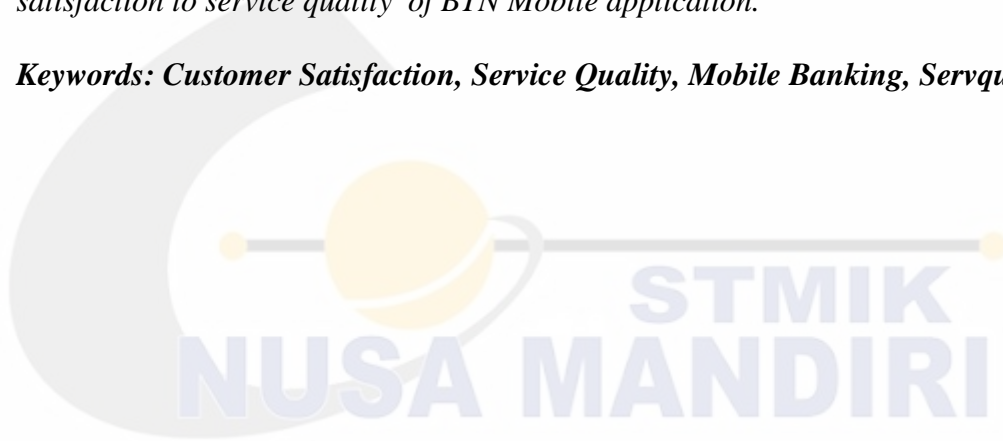 satisfaction to service quality of BTN Mobile application.
Keywords: Customer Satisfaction, Service Quality, Mobile Banking, Servqu
STMIK
NUSA MANDIRI